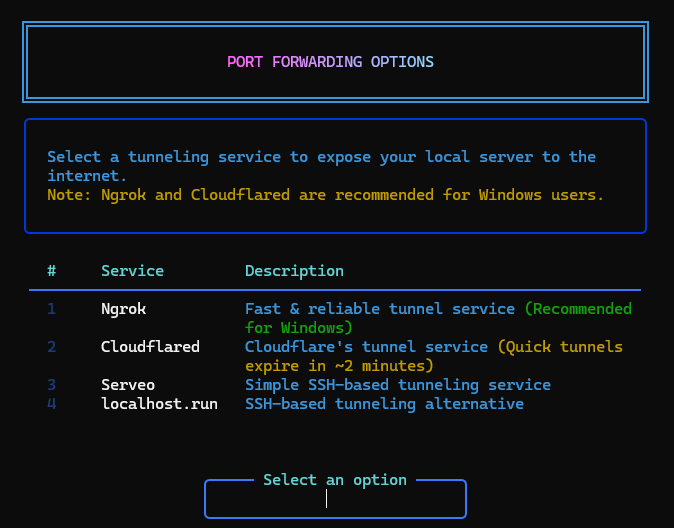 PORT FORWARDING OPTIONS
Select a tunneling service to expose your local server to the
internet.
Note: Ngrok and Cloudflared are recommended for Windows users.
# Service Description
1 Ngrok Fast & reliable tunnel service (Recommended
for Windows)
2 Cloudflared Cloudflare's tunnel service (Quick tunnels
expire in ~2 minutes)
3 Serveo Simple SSH-based tunneling service
4 localhost.run SSH-based tunneling alternative
Select an option